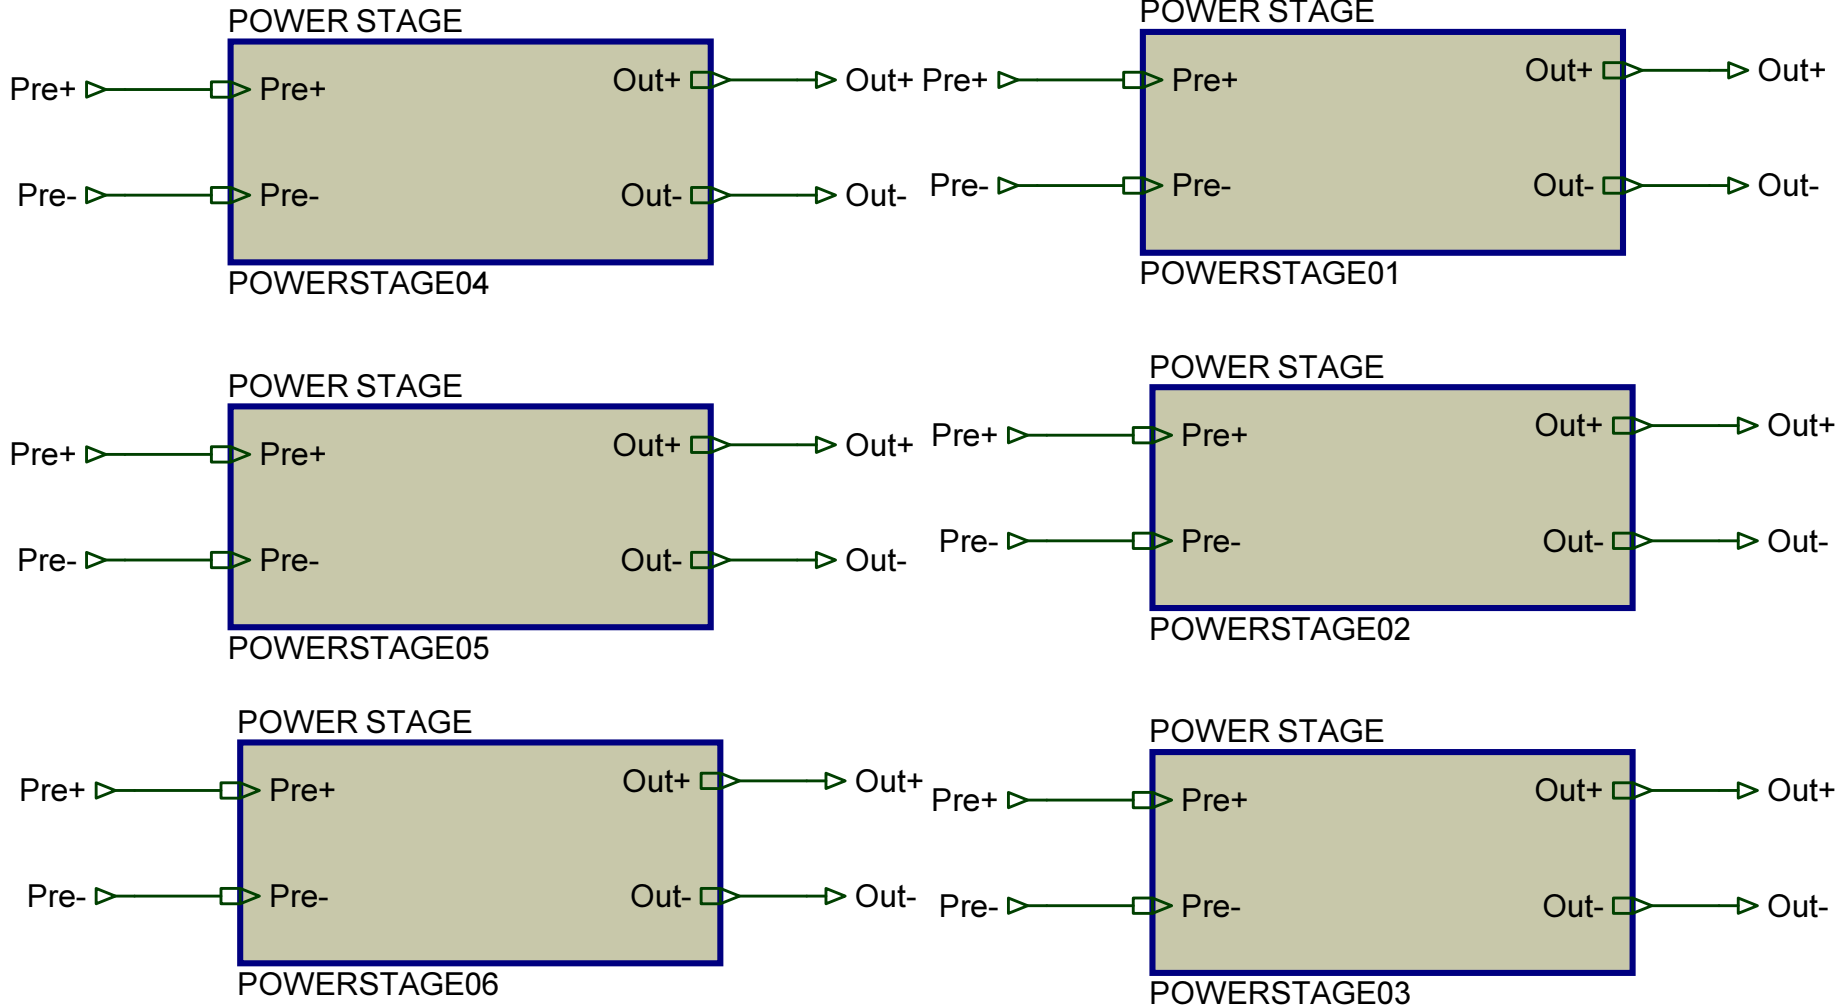 POWER STAGE
Pre+ Pre+ Out+ Out+
Pre- Pre- Out- Out-
POWERSTAGE04
POWER STAGE
Pre+ Pre+ Out+ Out+
Pre- Pre- Out- Out-
POWERSTAGE01
POWER STAGE
Pre+ Pre+ Out+ Out+
Pre- Pre- Out- Out-
POWERSTAGE05
POWER STAGE
Pre+ Pre+ Out+ Out+
Pre- Pre- Out- Out-
POWERSTAGE02
POWER STAGE
Pre+ Pre+ Out+ Out+
Pre- Pre- Out- Out-
POWERSTAGE06
POWER STAGE
Pre+ Pre+ Out+ Out+
Pre- Pre- Out- Out-
POWERSTAGE03